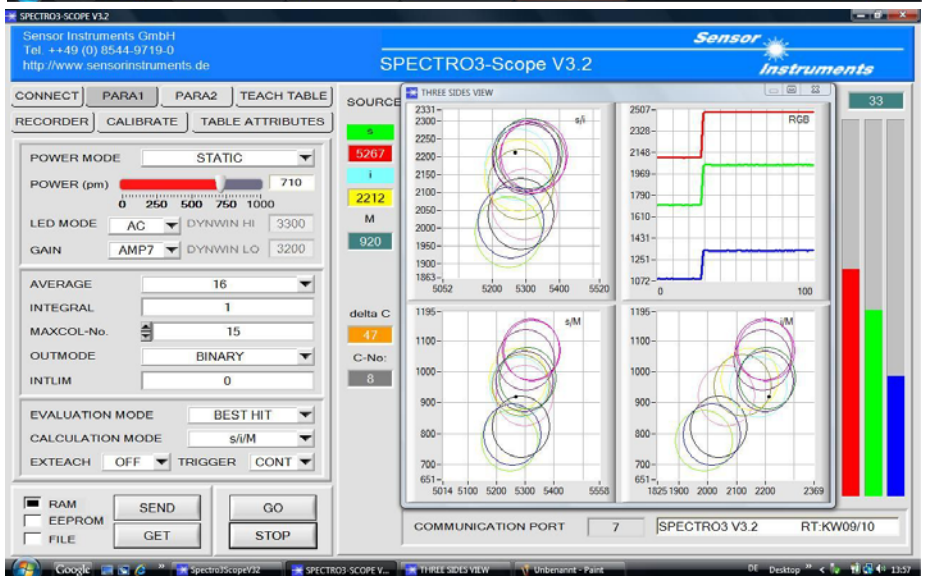 SPECTRO3-SCOPE V3.2
Sensor Instruments GmbH
Tel. ++49 (0) 8544-9719-0
http://www.sensorinstruments.de
SPECTRO3-Scope V3.2
Sensor
Instruments
CONNECT PARA1 PARA2 TEACH TABLE
RECORDER CALIBRATE TABLE ATTRIBUTES
POWER MODE STATIC
POWER (pm) 710
0 250 500 750 1000
LED MODE AC DYNWIN HI 3300
GAIN AMP7 DYNWIN LO 3200
AVERAGE 16
INTEGRAL 1
MAXCOL-No. 15
OUTMODE BINARY
INTLIM 0
EVALUATION MODE BEST HIT
CALCULATION MODE s/i/M
EXTEACH OFF TRIGGER CONT
RAM
EEPROM
FILE
SEND GO
GET STOP
SOURCE
s
5267
i
2212
M
920
delta C
47
C-No:
8
THREE SIDES VIEW
s/i
2331
2300
2250
2200
2150
2100
2050
2000
1950
1900
1863
5052 5200 5300 5400 5520
RGB
2507
2328
2148
1969
1790
1610
1431
1251
1072
0 100
s/M
1195
1100
1000
900
800
700
651
5014 5100 5200 5300 5400 5558
i/M
1195
1100
1000
900
800
700
651
1825 1900 2000 2100 2200 2369
33
COMMUNICATION PORT 7 SPECTRO3 V3.2 RT:KW09/10
Google Spectro3ScopeV32 SPECTRO3-SCOPE V... THREE SIDES VIEW Unbenannt - Paint DE Desktop 13:57